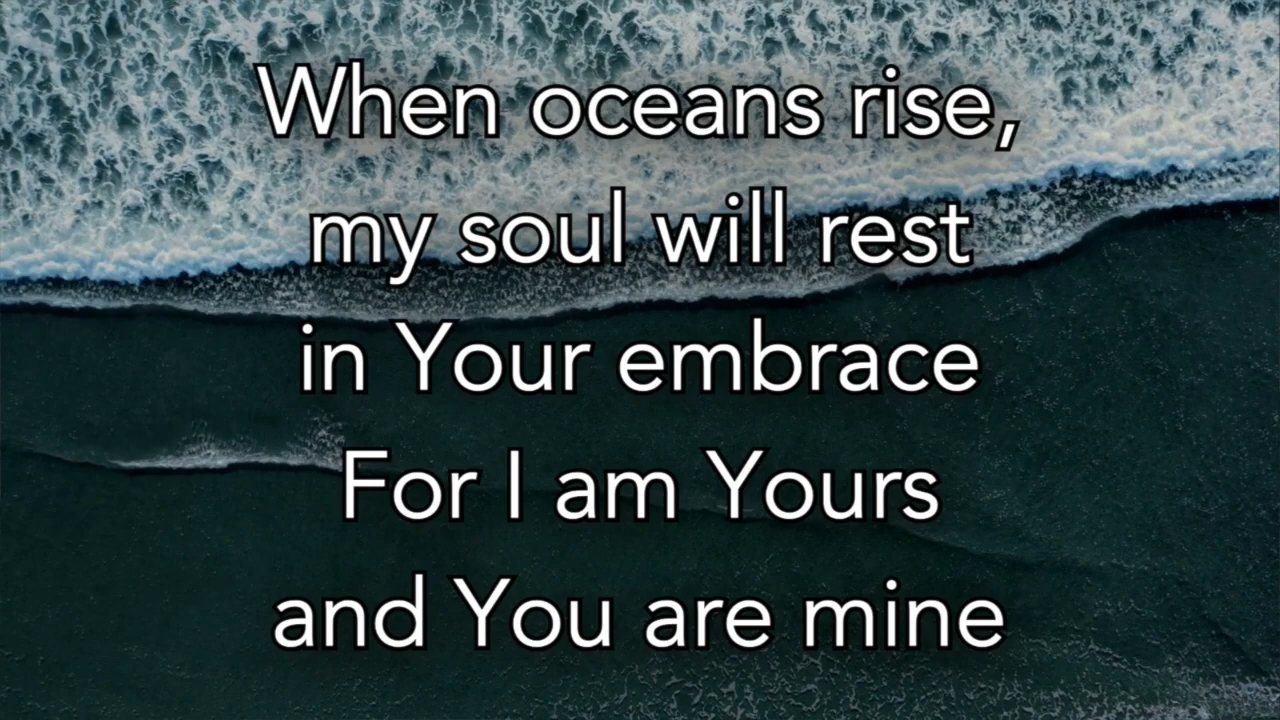 When oceans rise,
my soul will rest
in Your embrace
For I am Yours
and You are mine